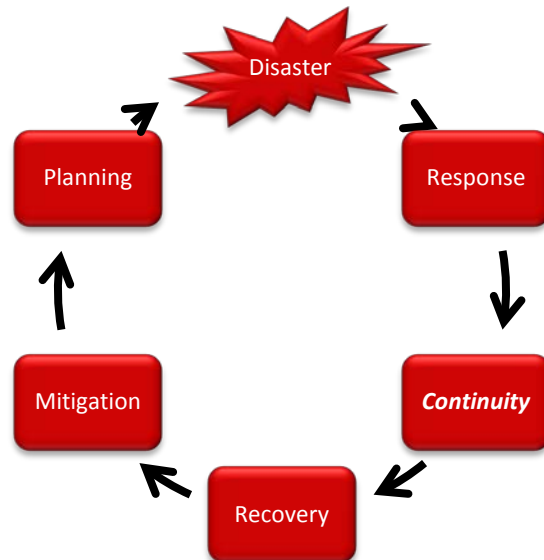 Disaster
Planning
Response
Mitigation
Continuity
Recovery